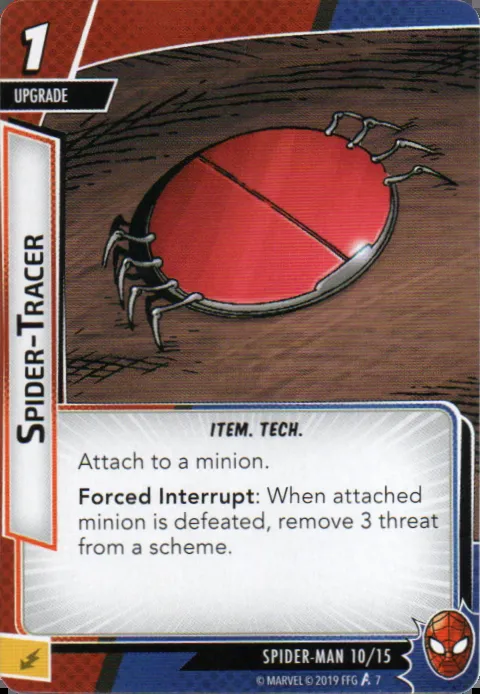 1
UPGRADE
SPIDER-TRACER
ITEM. TECH.
Attach to a minion.
Forced Interrupt: When attached
minion is defeated, remove 3 threat
from a scheme.
SPIDER-MAN 10/15
© MARVEL © 2019 FFG 7